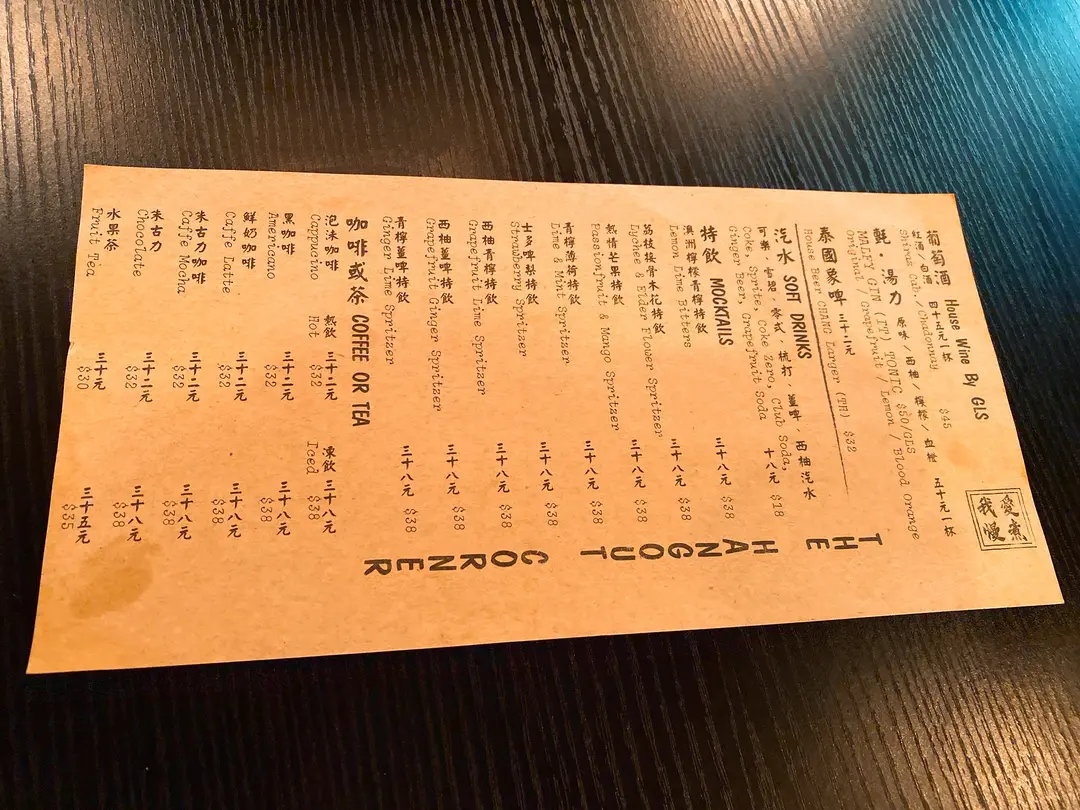 葡萄酒 House Wine By GLS
紅酒／白酒 四十五元一杯 $45
Shiraz Cab. / Chadonnay
氈．湯力 原味／西柚／檸檬／血橙 五十元一杯
MALFY GIN (IT) TONIC $50/GLS
Original / Grapefruit / Lemon / Blood Orange
泰國象啤 三十二元
House Beer CHANG Larger (TH) $32
汽水 SOFT DRINKS
可樂，雪碧，零式，梳打，薑啤，西柚汽水 十八元 $18
Coke, Sprite, Coke Zero, Club Soda,
Ginger Beer, Grapefruit Soda
特飲 MOCKTAILS
澳洲檸檬青檸特飲 三十八元
Lemon Lime Bitters $38
荔枝接骨木花特飲 三十八元
Lychee & Elder Flower Spritzer $38
熱情芒果特飲 三十八元
Passionfruit & Mango Spritzer $38
青檸薄荷特飲 三十八元
Lime & Mint Spritzer $38
士多啤梨特飲 三十八元
Strawberry Spritzer $38
西柚青檸特飲 三十八元
Grapefruit Lime Spritzer $38
西柚薑啤特飲 三十八元
Grapefruit Ginger Spritzer $38
青檸薑啤特飲 三十八元
Ginger Lime Spritzer $38
咖啡或茶 COFFEE OR TEA
泡沫咖啡 熱飲 三十二元 凍飲 三十八元
Cappucino Hot $32 Iced $38
黑咖啡 三十二元 三十八元
Americano $32 $38
鮮奶咖啡 三十二元 三十八元
Caffe Latte $32 $38
朱古力咖啡 三十二元 三十八元
Caffe Mocha $32 $38
朱古力 三十二元 三十八元
Chocolate $32 $38
水果茶 三十元 三十五元
Fruit Tea $30 $35
我愛慢煮
THE HANGOUT CORNER